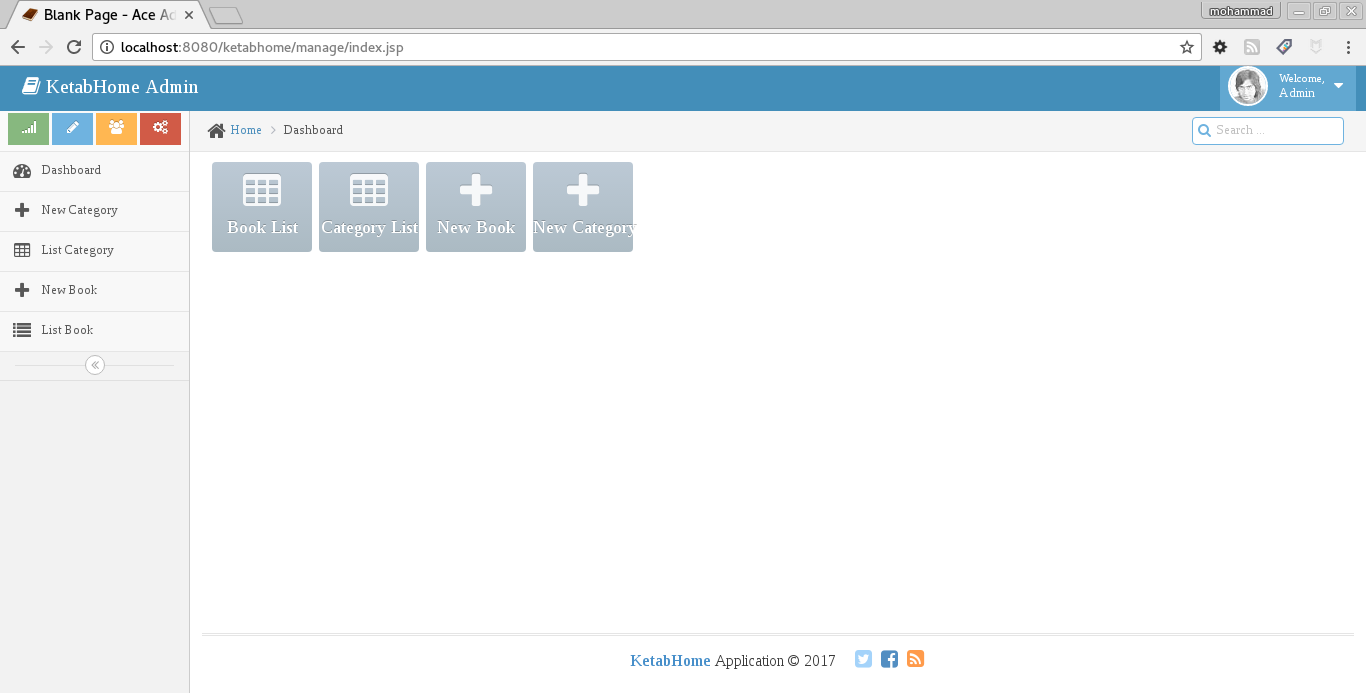 Blank Page - Ace Ad
mohammad
localhost:8080/ketabhome/manage/index.jsp
KetabHome Admin
Welcome,
Admin
Home
Dashboard
Search ...
Dashboard
New Category
List Category
New Book
List Book
Book List
Category List
New Book
New Category
KetabHome Application © 2017